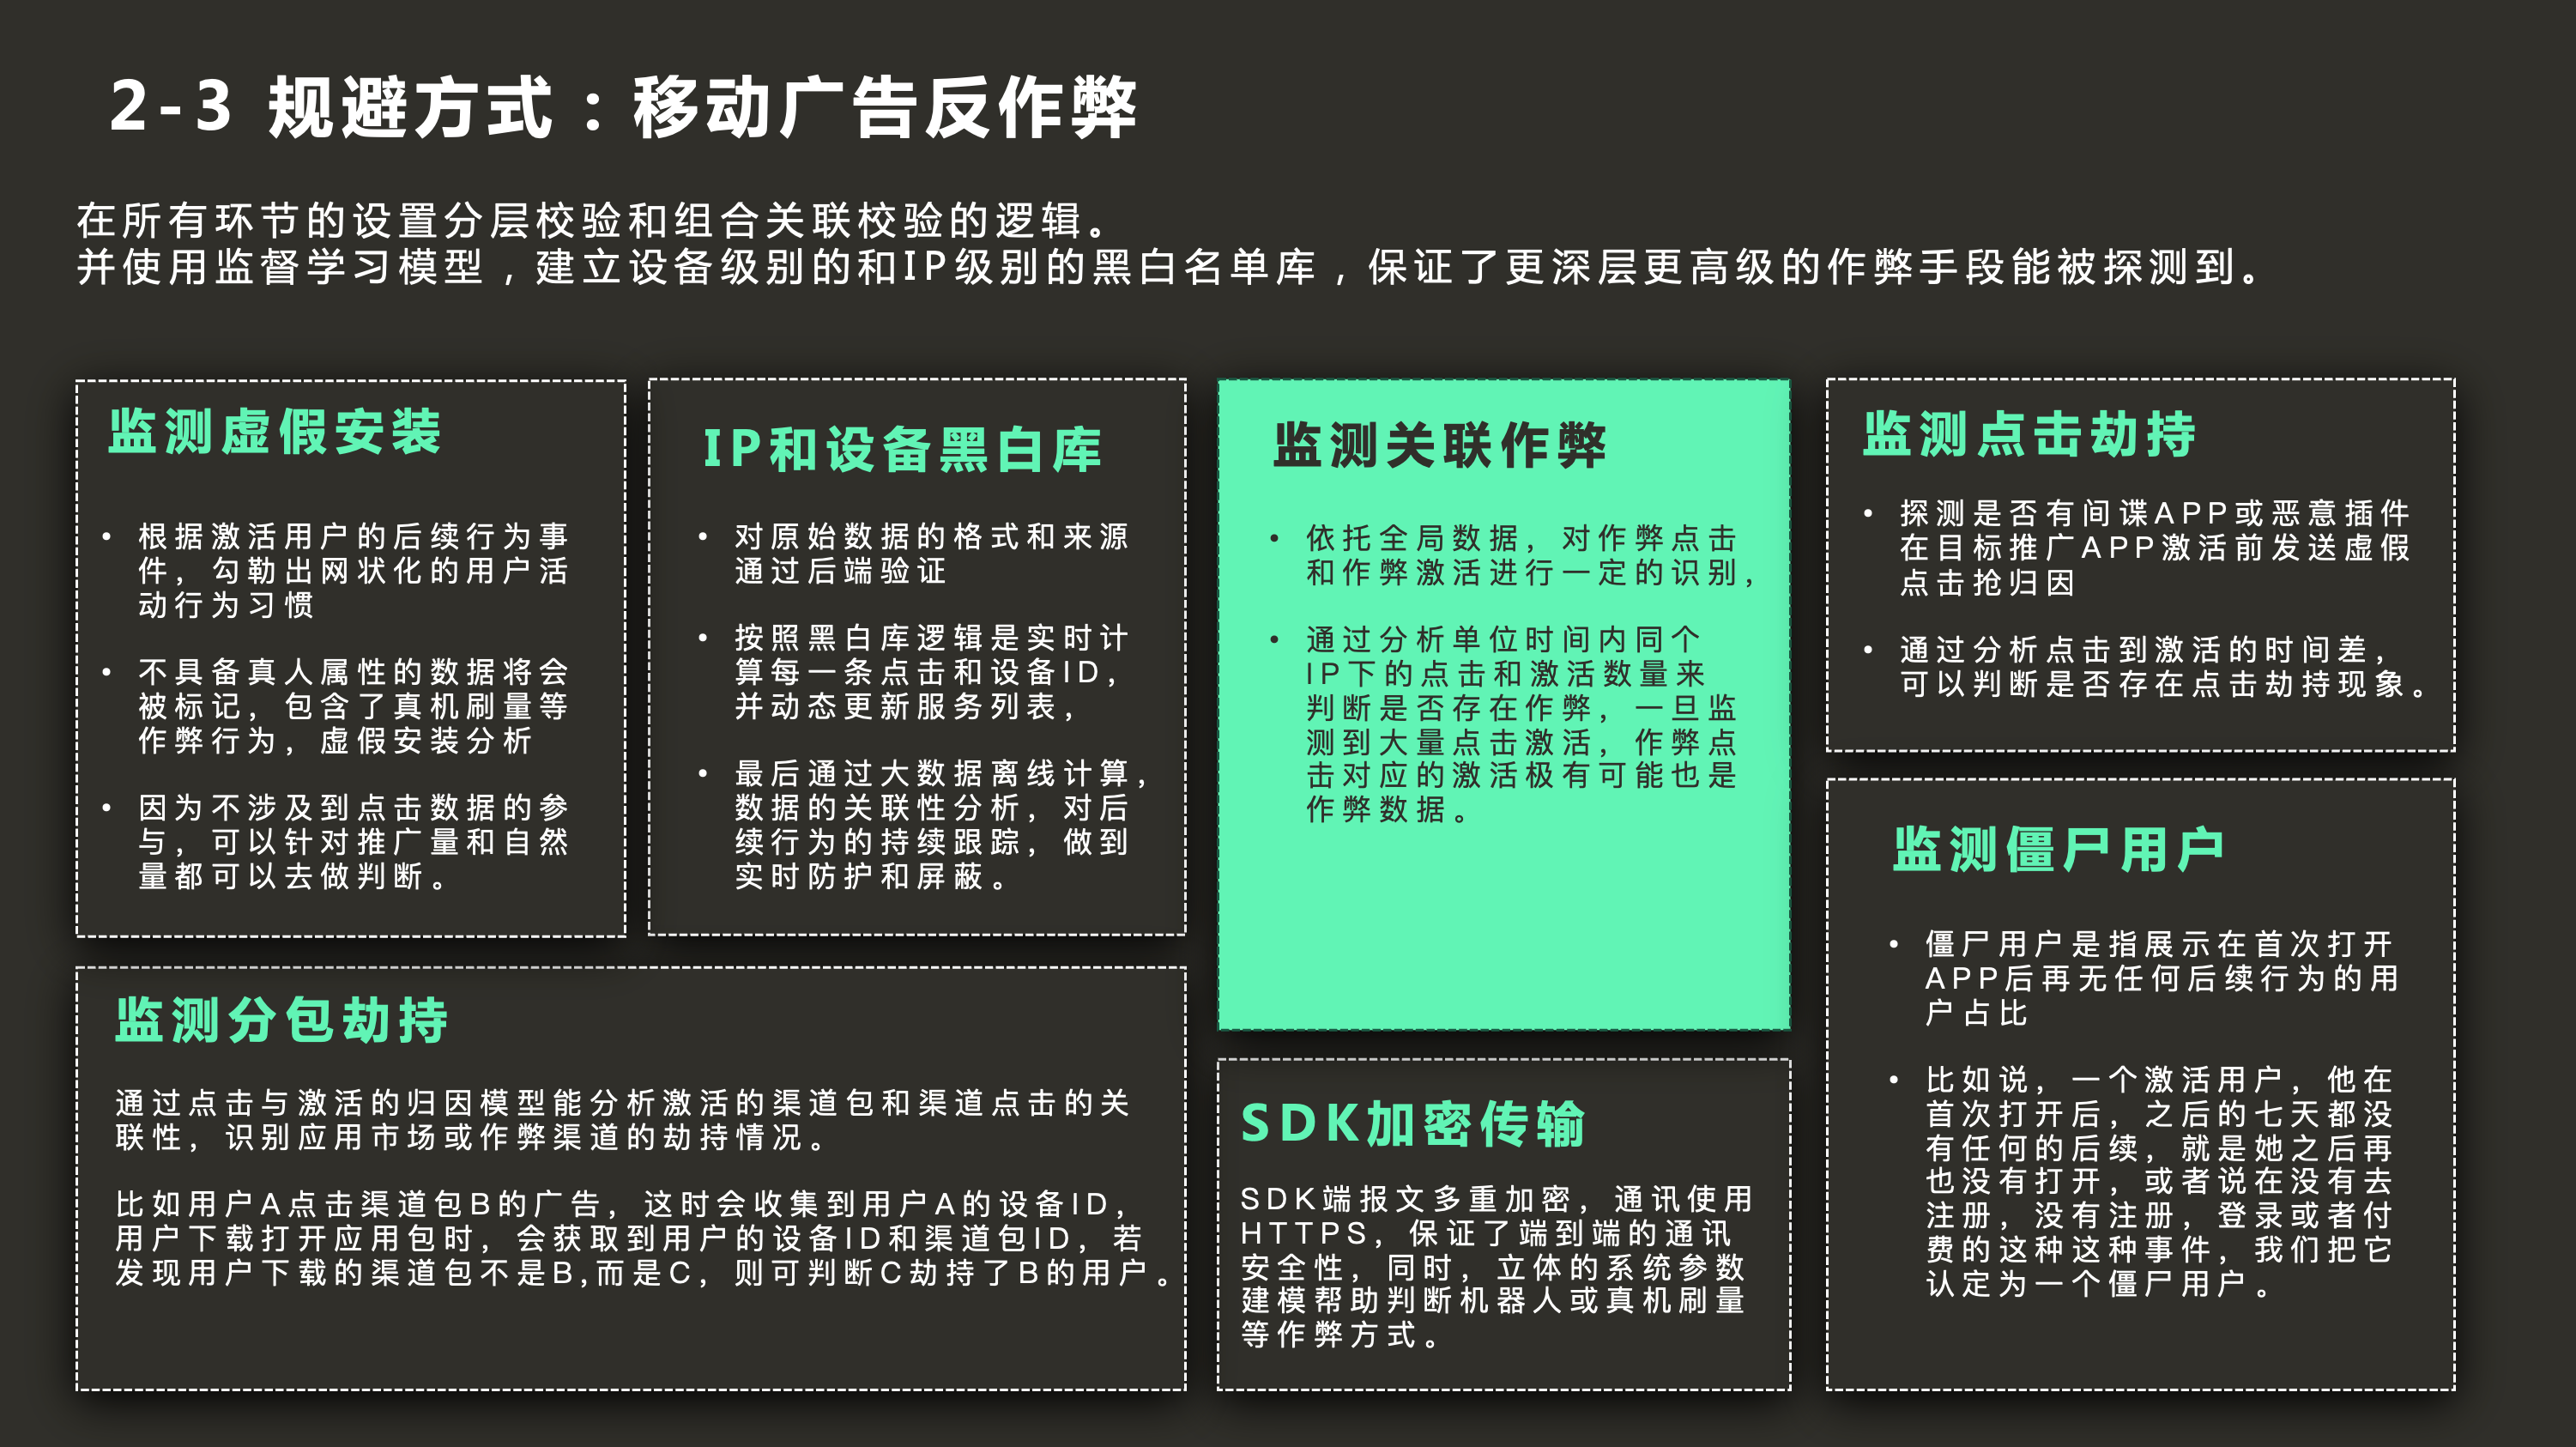 2-3 规避方式：移动广告反作弊
在所有环节的设置分层校验和组合关联校验的逻辑。
并使用监督学习模型，建立设备级别的和IP级别的黑白名单库，保证了更深层更高级的作弊手段能被探测到。
监测虚假安装
• 根据激活用户的后续行为事
件，勾勒出网状化的用户活
动行为习惯
• 不具备真人属性的数据将会
被标记，包含了真机刷量等
作弊行为，虚假安装分析
• 因为不涉及到点击数据的参
与，可以针对推广量和自然
量都可以去做判断。
IP和设备黑白库
• 对原始数据的格式和来源
通过后端验证
• 按照黑白库逻辑是实时计
算每一条点击和设备ID，
并动态更新服务列表，
• 最后通过大数据离线计算，
数据的关联性分析，对后
续行为的持续跟踪，做到
实时防护和屏蔽。
监测关联作弊
• 依托全局数据，对作弊点击
和作弊激活进行一定的识别，
• 通过分析单位时间内同个
IP下的点击和激活数量来
判断是否存在作弊，一旦监
测到大量点击激活，作弊点
击对应的激活极有可能也是
作弊数据。
监测点击劫持
• 探测是否有间谍APP或恶意插件
在目标推广APP激活前发送虚假
点击抢归因
• 通过分析点击到激活的时间差，
可以判断是否存在点击劫持现象。
监测分包劫持
通过点击与激活的归因模型能分析激活的渠道包和渠道点击的关
联性，识别应用市场或作弊渠道的劫持情况。
比如用户A点击渠道包B的广告，这时会收集到用户A的设备ID，
用户下载打开应用包时，会获取到用户的设备ID和渠道包ID，若
发现用户下载的渠道包不是B,而是C，则可判断C劫持了B的用户。
SDK加密传输
SDK端报文多重加密，通讯使用
HTTPS，保证了端到端的通讯
安全性，同时，立体的系统参数
建模帮助判断机器人或真机刷量
等作弊方式。
监测僵尸用户
• 僵尸用户是指展示在首次打开
APP后再无任何后续行为的用
户占比
• 比如说，一个激活用户，他在
首次打开后，之后的七天都没
有任何的后续，就是她之后再
也没有打开，或者说在没有去
注册，没有注册，登录或者付
费的这种这种事件，我们把它
认定为一个僵尸用户。